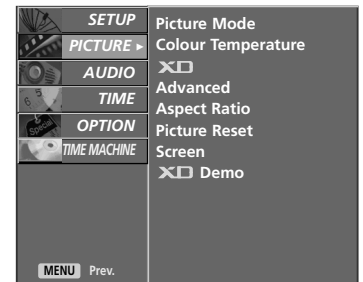 SETUP
PICTURE ►
AUDIO
TIME
OPTION
Special
TIME MACHINE
MENU Prev.
Picture Mode
Colour Temperature
XD
Advanced
Aspect Ratio
Picture Reset
Screen
XD Demo